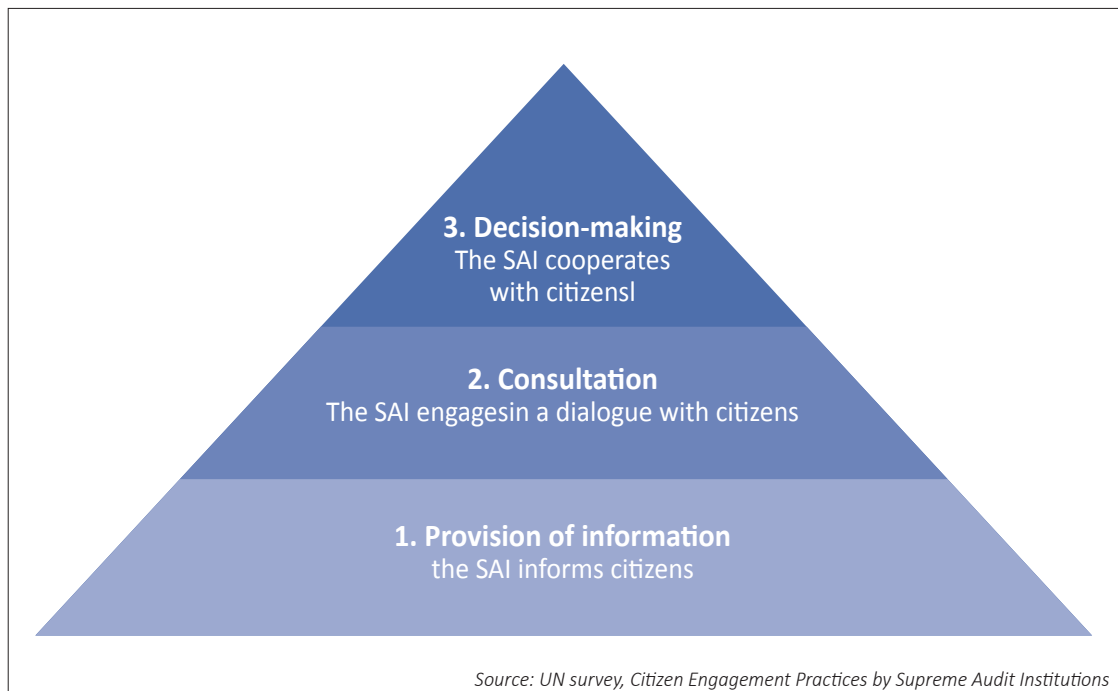 3. Decision-making
The SAI cooperates
with citizensl
2. Consultation
The SAI engagesin a dialogue with citizens
1. Provision of information
the SAI informs citizens
Source: UN survey, Citizen Engagement Practices by Supreme Audit Institutions